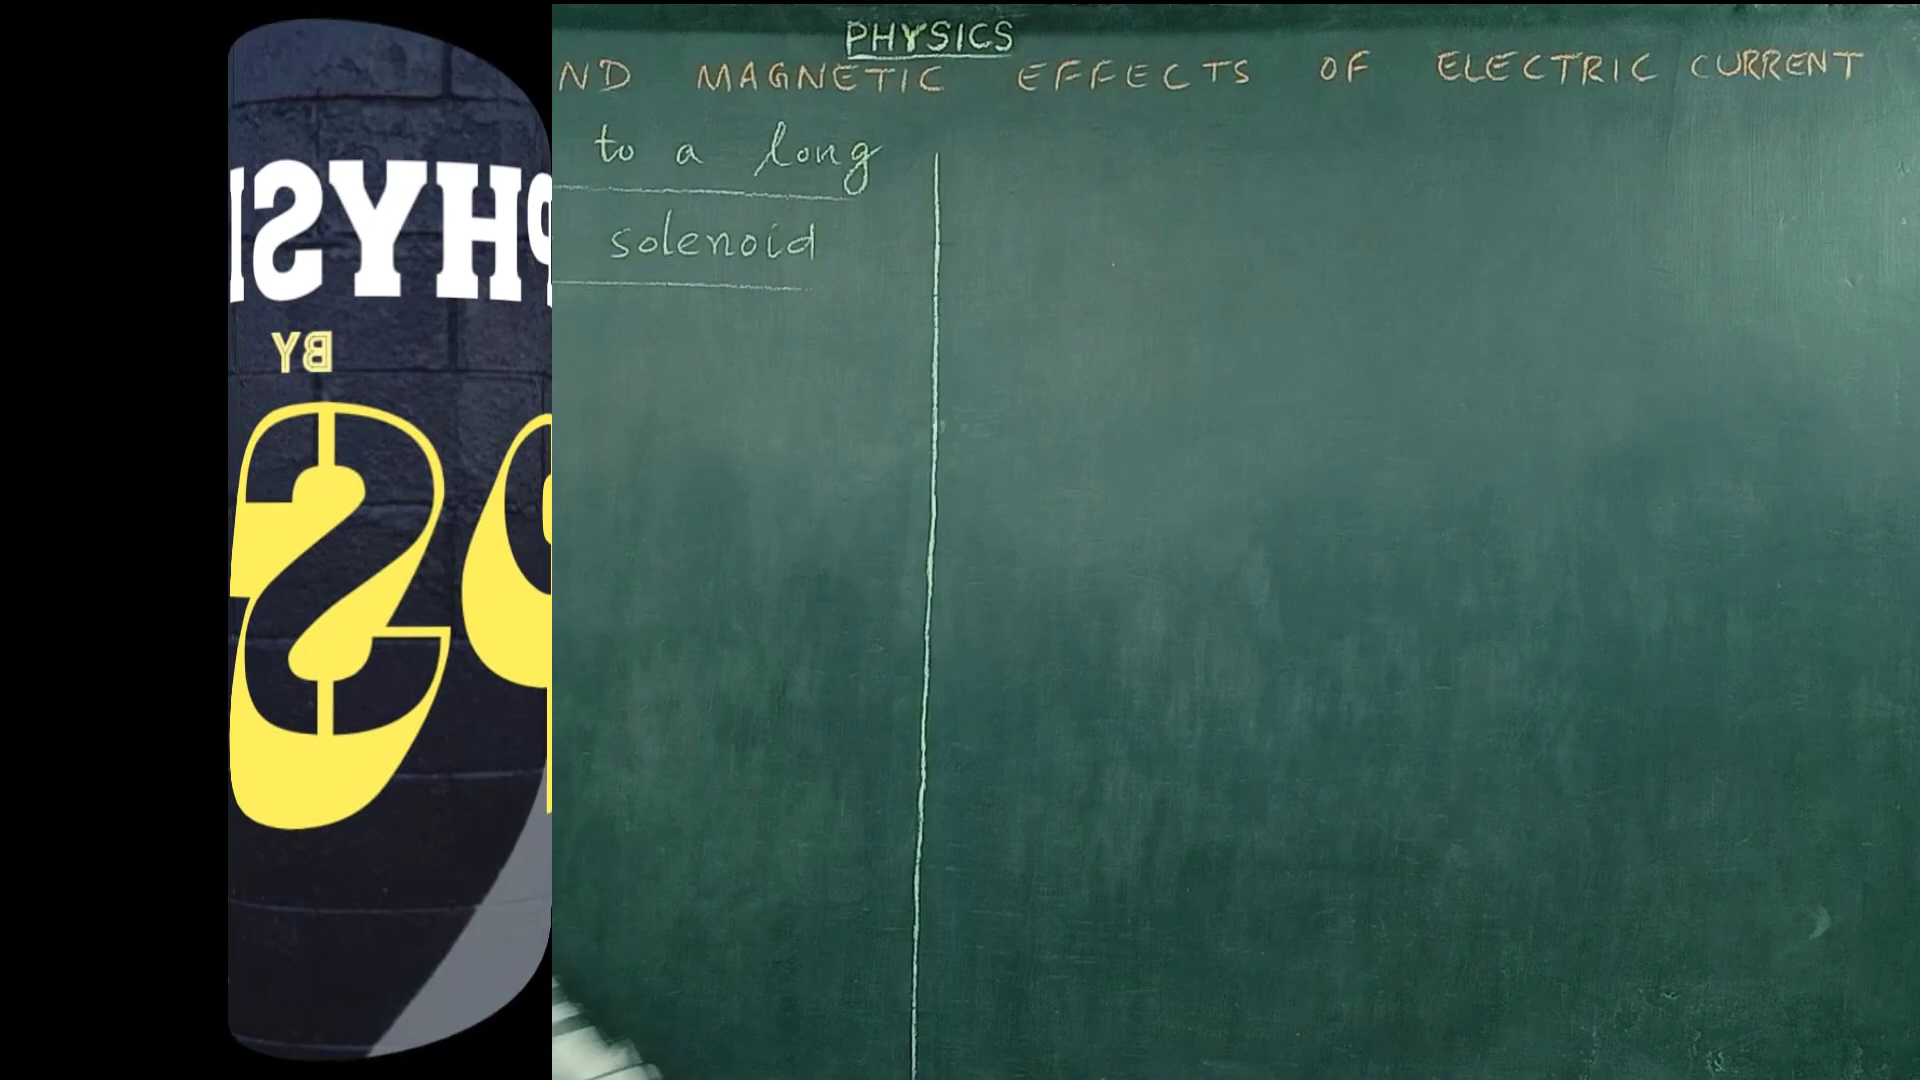 PHYSICS
ND MAGNETIC EFFECTS OF ELECTRIC CURRENT
to a long
solenoid
PHYSI
BY